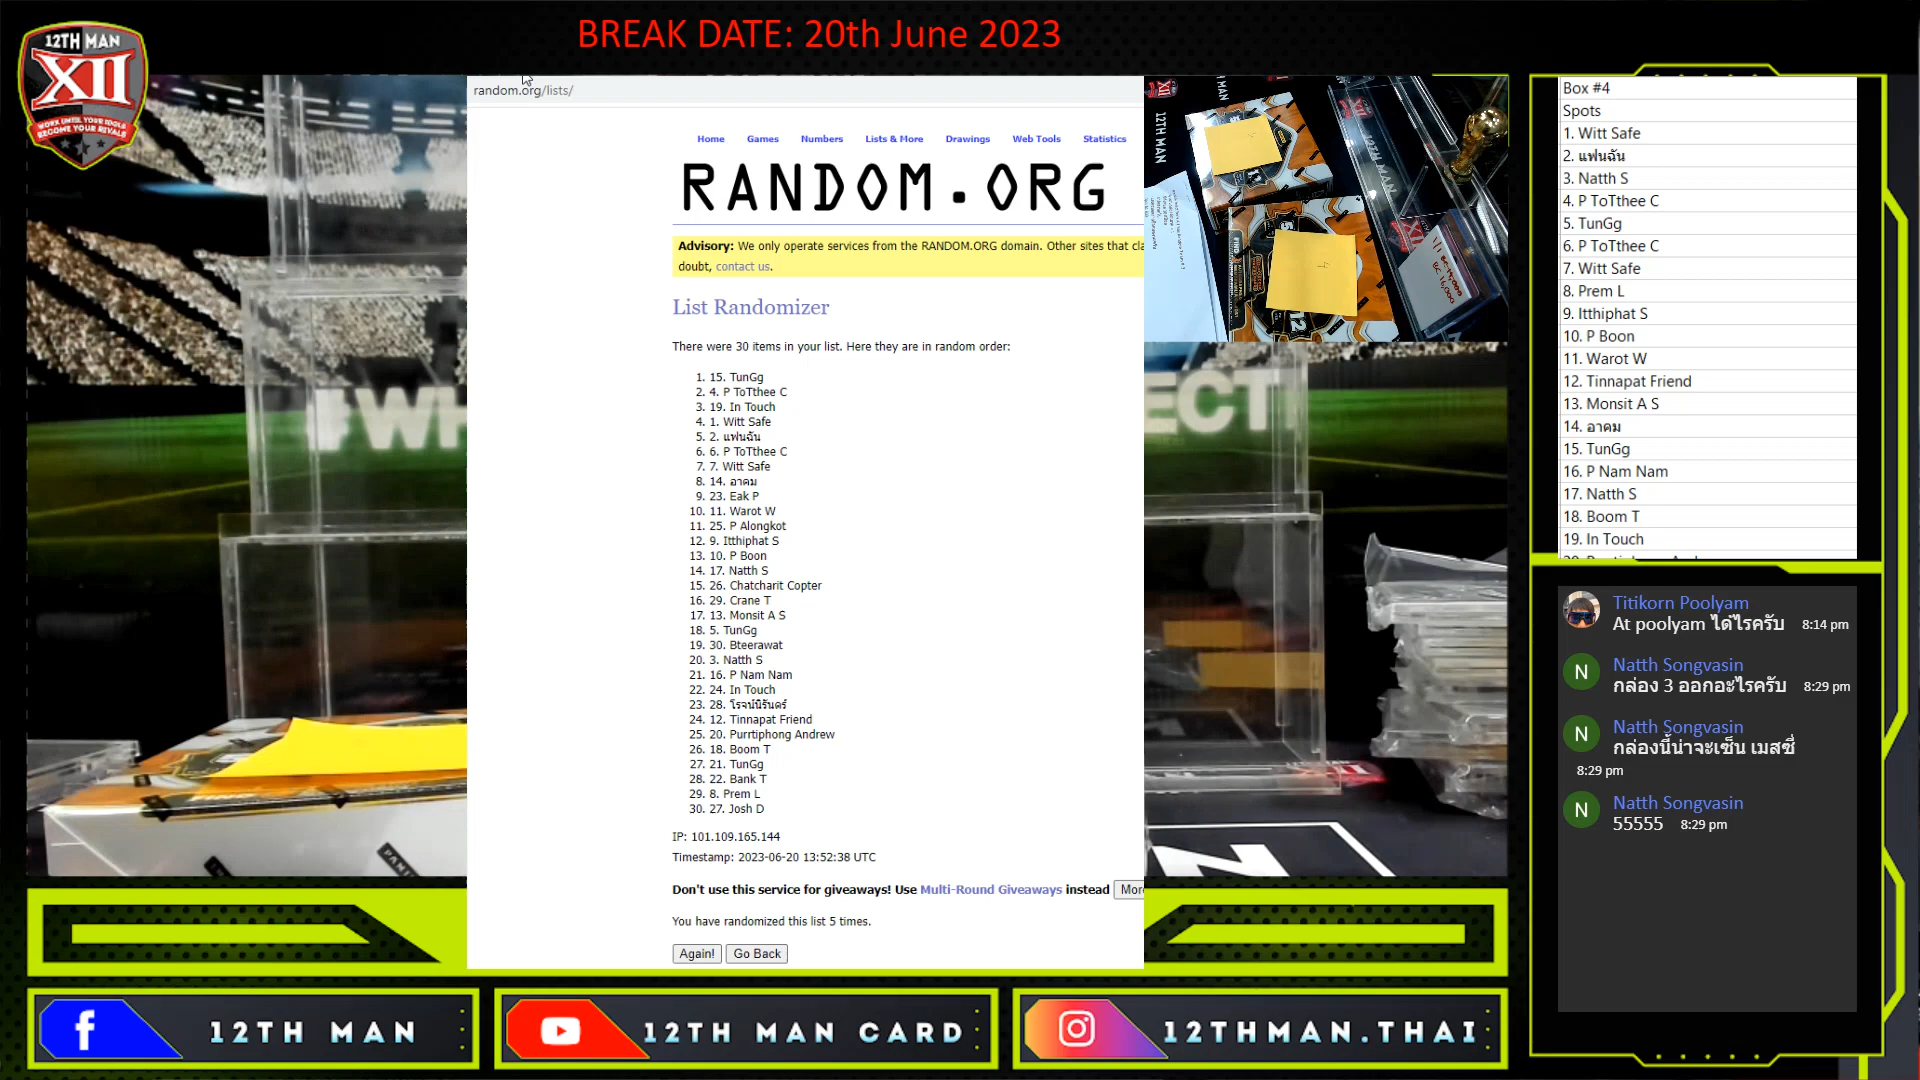 BREAK DATE: 20th June 2023
12TH MAN
XII
WORK UNTIL YOUR IDOLS
BECOME YOUR RIVALS
random.org/lists/
Home Games Numbers Lists & More Drawings Web Tools Statistics
RANDOM.ORG
Advisory: We only operate services from the RANDOM.ORG domain. Other sites that cla
doubt, contact us.
List Randomizer
There were 30 items in your list. Here they are in random order:
1. 15. TunGg
2. 4. P ToTthee C
3. 19. In Touch
4. 1. Witt Safe
5. 2. แฟนฉัน
6. 6. P ToTthee C
7. 7. Witt Safe
8. 14. อาคม
9. 23. Eak P
10. 11. Warot W
11. 25. P Alongkot
12. 9. Itthiphat S
13. 10. P Boon
14. 17. Natth S
15. 26. Chatcharit Copter
16. 29. Crane T
17. 13. Monsit A S
18. 5. TunGg
19. 30. Bteerawat
20. 3. Natth S
21. 16. P Nam Nam
22. 24. In Touch
23. 28. โรจน์นิรันดร์
24. 12. Tinnapat Friend
25. 20. Purrtiphong Andrew
26. 18. Boom T
27. 21. TunGg
28. 22. Bank T
29. 8. Prem L
30. 27. Josh D
IP: 101.109.165.144
Timestamp: 2023-06-20 13:52:38 UTC
Don't use this service for giveaways! Use Multi-Round Giveaways instead Mor
You have randomized this list 5 times.
Again! Go Back
12TH MAN
12TH MAN
4
#WH
ECT
Box #4
Spots
1. Witt Safe
2. แฟนฉัน
3. Natth S
4. P ToTthee C
5. TunGg
6. P ToTthee C
7. Witt Safe
8. Prem L
9. Itthiphat S
10. P Boon
11. Warot W
12. Tinnapat Friend
13. Monsit A S
14. อาคม
15. TunGg
16. P Nam Nam
17. Natth S
18. Boom T
19. In Touch
Titikorn Poolyam
At poolyam ได้ไรครับ 8:14 pm
N Natth Songvasin
กล่อง 3 ออกอะไรครับ 8:29 pm
N Natth Songvasin
กล่องนี้น่าจะเซ็น เมสซี่
8:29 pm
N Natth Songvasin
55555 8:29 pm
12TH MAN
12TH MAN CARD
12THMAN.THAI